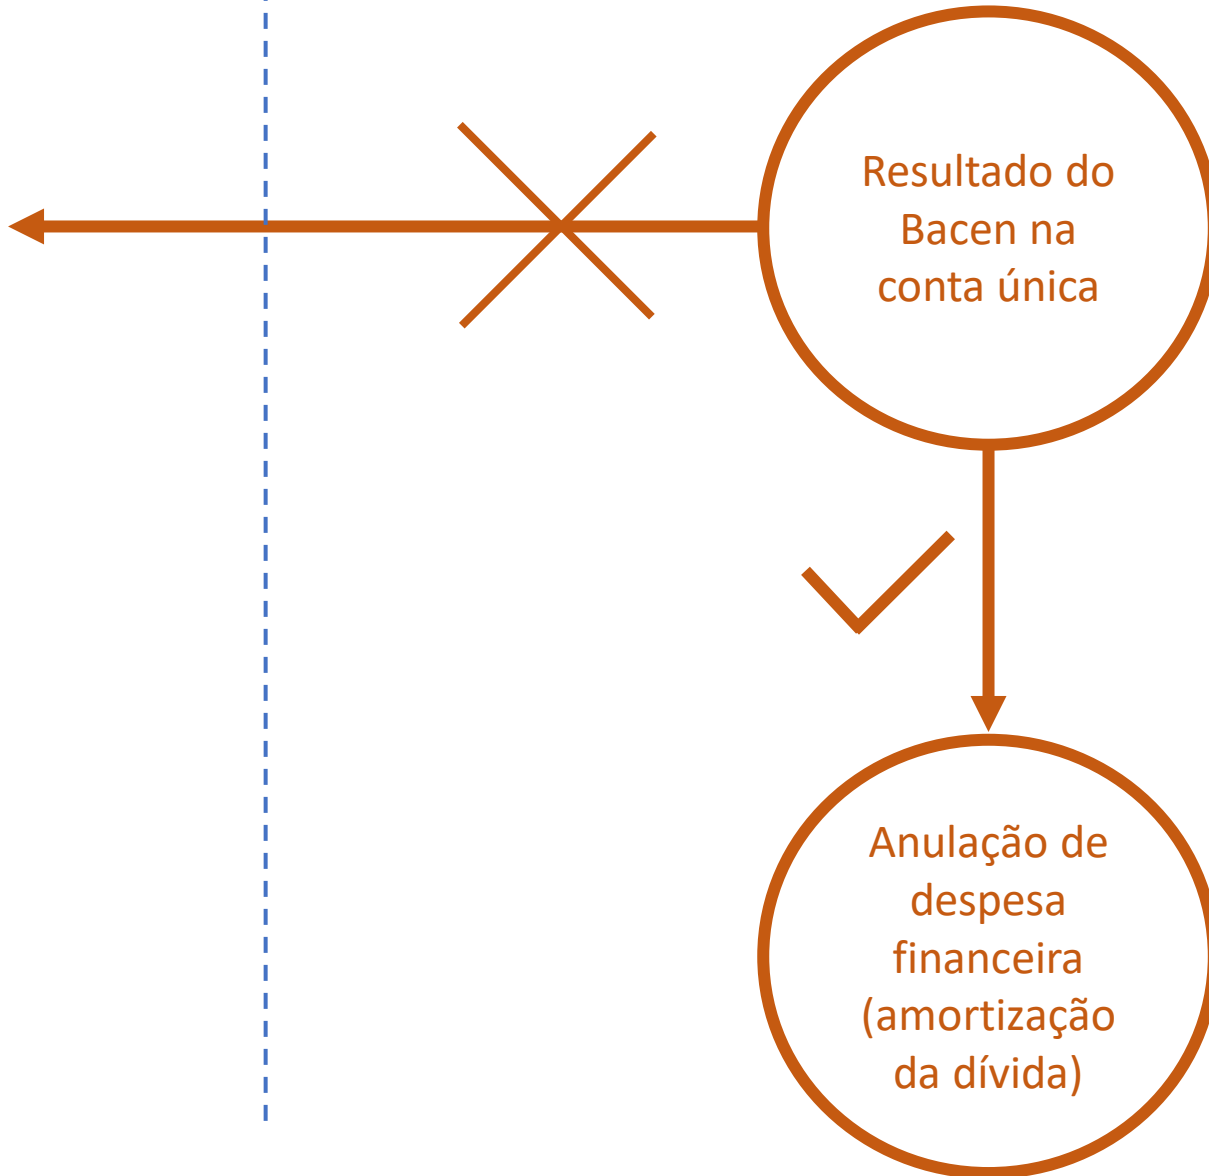 Resultado do
Bacen na
conta única
Anulação de
despesa
financeira
(amortização
da dívida)